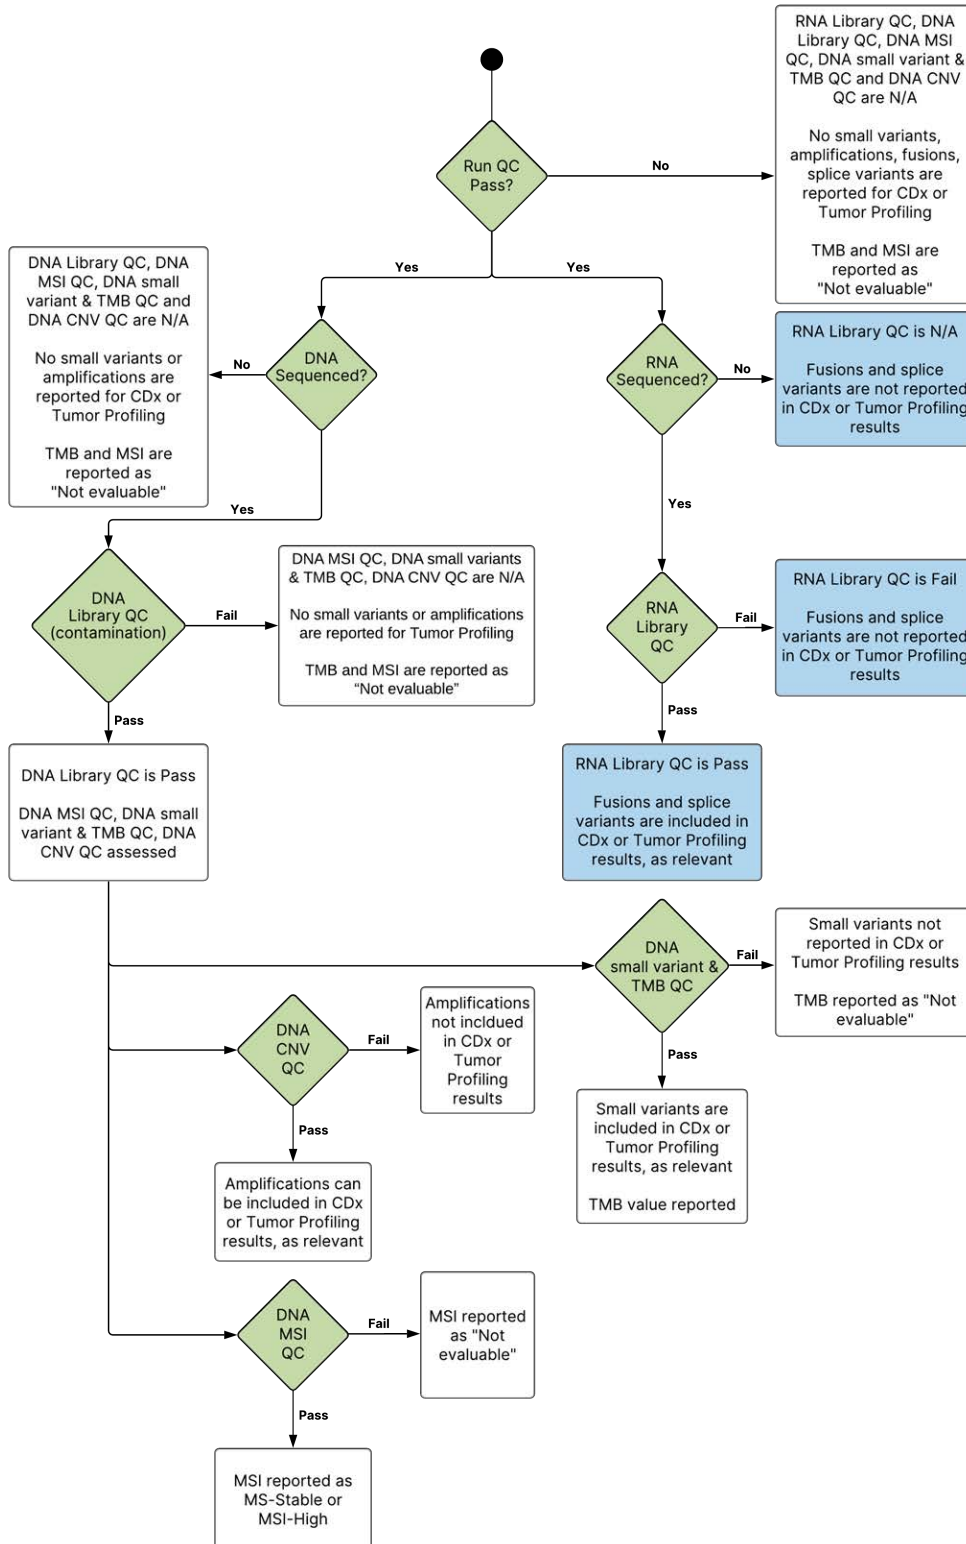 RNA Library QC, DNA
Library QC, DNA MSI
QC, DNA small variant &
TMB QC and DNA CNV
QC are N/A
No small variants,
amplifications, fusions,
splice variants are
reported for CDx or
Tumor Profiling
TMB and MSI are
reported as
"Not evaluable"
Run QC
Pass?
No
Yes
Yes
DNA Library QC, DNA
MSI QC, DNA small
variant & TMB QC and
DNA CNV QC are N/A
No small variants or
amplifications are
reported for CDx or
Tumor Profiling
TMB and MSI are
reported as
"Not evaluable"
No
DNA
Sequenced?
RNA
Sequenced?
No
RNA Library QC is N/A
Fusions and splice
variants are not reported
in CDx or Tumor Profiling
results
Yes
Yes
DNA
Library QC
(contamination)
Fail
DNA MSI QC, DNA small variants
& TMB QC, DNA CNV QC are N/A
No small variants or amplifications
are reported for Tumor Profiling
TMB and MSI are reported as
"Not evaluable"
RNA
Library
QC
Fail
RNA Library QC is Fail
Fusions and splice
variants are not reported
in CDx or Tumor Profiling
results
Pass
Pass
DNA Library QC is Pass
DNA MSI QC, DNA small
variant & TMB QC, DNA
CNV QC assessed
RNA Library QC is Pass
Fusions and splice
variants are included in
CDx or Tumor Profiling
results, as relevant
DNA
small variant &
TMB QC
Fail
Small variants not
reported in CDx or
Tumor Profiling results
TMB reported as "Not
evaluable"
DNA
CNV
QC
Fail
Amplifications
not incldued
in CDx or
Tumor
Profiling
results
Pass
Pass
Small variants are
included in CDx or
Tumor Profiling
results, as relevant
TMB value reported
Amplifications can
be included in CDx
or Tumor Profiling
results, as relevant
DNA
MSI
QC
Fail
MSI reported
as "Not
evaluable"
Pass
MSI reported as
MS-Stable or
MSI-High